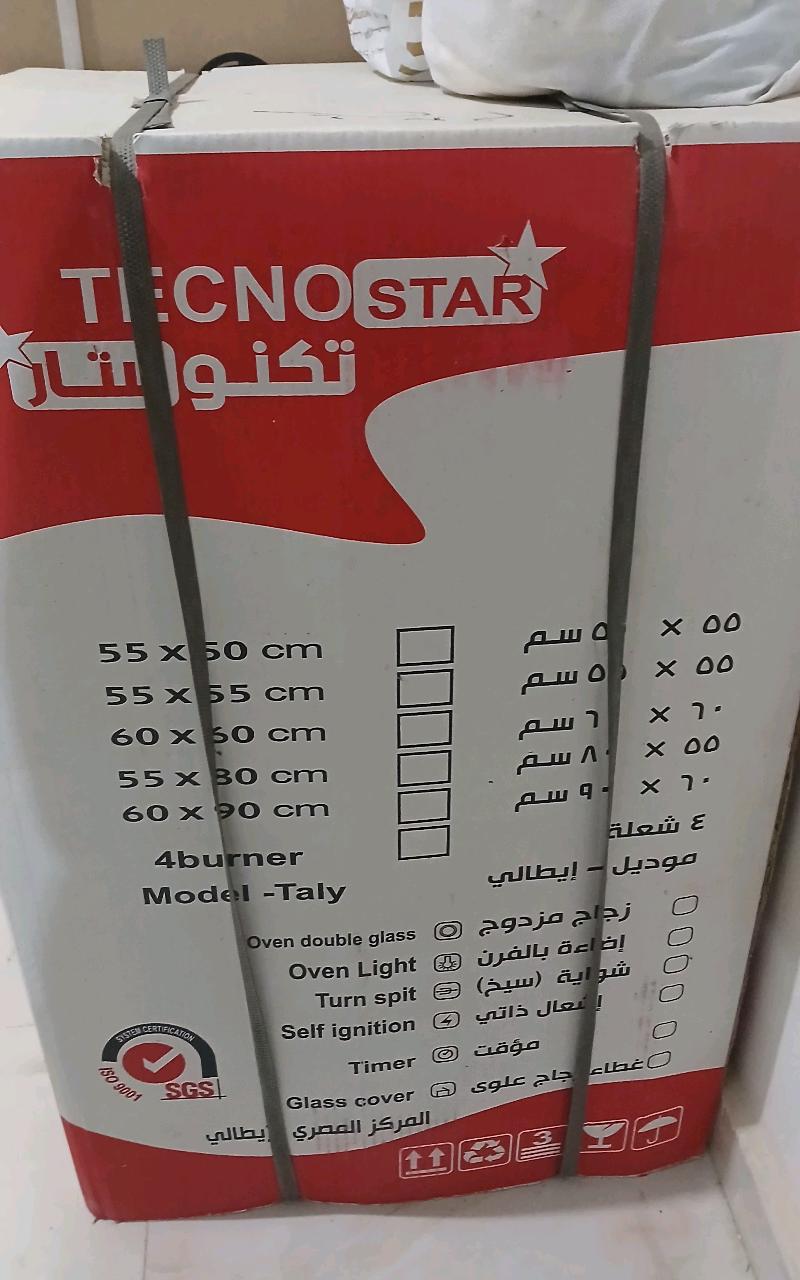 TECNO STAR
تكنوستار
55 x 50 cm ٥٥ x ٥ سم
55 x 55 cm ٥٥ x ٥٥ سم
60 x 60 cm ٦٠ x ٦ سم
55 x 80 cm ٥٥ x ٨٠ سم
60 x 90 cm ٦٠ x ٩٠ سم
4burner ٤ شعلة
Model -Taly موديل - إيطالي
Oven double glass زجاج مزدوج
Oven Light إضاءة بالفرن
Turn spit شواية (سيخ)
Self ignition إشعال ذاتي
Timer مؤقت
Glass cover غطاء زجاج علوى
المركز المصري إيطالي
SYSTEM CERTIFICATION
ISO 9001
SGS
3